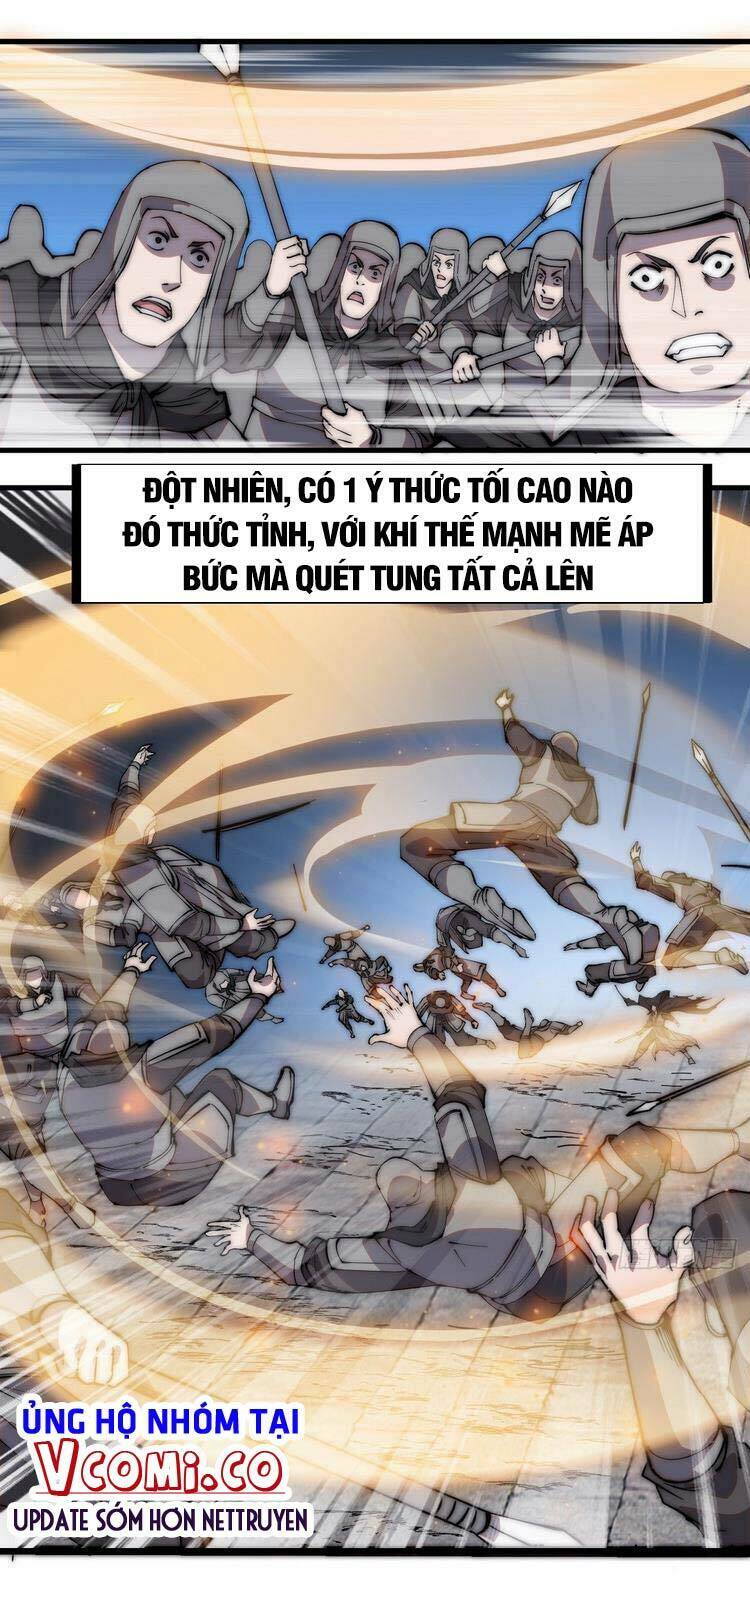 ĐỘT NHIÊN, CÓ 1 Ý THỨC TỐI CAO NÀO
ĐÓ THỨC TỈNH, VỚI KHÍ THẾ MẠNH MẼ ÁP
BỨC MÀ QUÉT TUNG TẤT CẢ LÊN
ỦNG HỘ NHÓM TẠI
VCOMI.CO
UPDATE SỚM HƠN NETTRUYEN